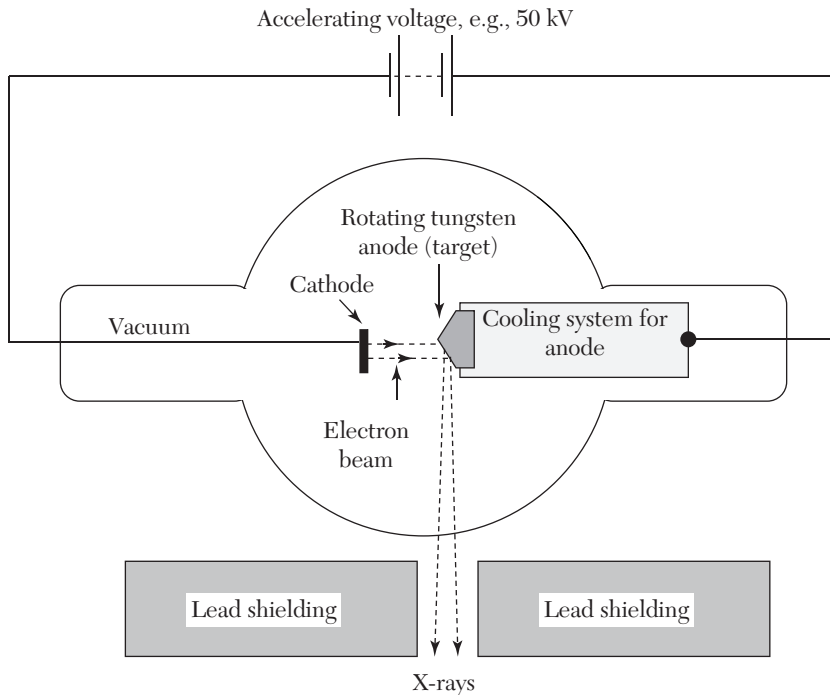 Accelerating voltage, e.g., 50 kV
Rotating tungsten
anode (target)
Cathode
Vacuum
Cooling system for
anode
Electron
beam
Lead shielding
Lead shielding
X-rays